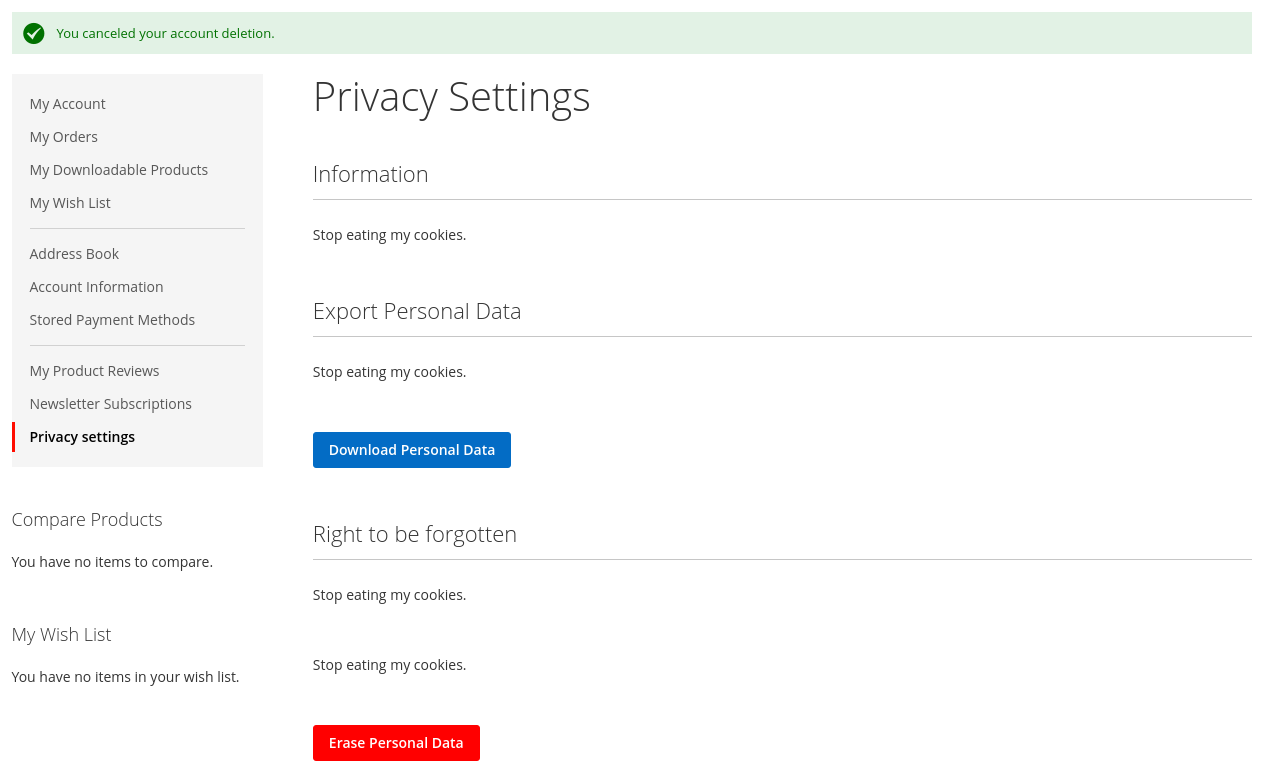 You canceled your account deletion.
My Account
My Orders
My Downloadable Products
My Wish List
Address Book
Account Information
Stored Payment Methods
My Product Reviews
Newsletter Subscriptions
Privacy settings
Compare Products
You have no items to compare.
My Wish List
You have no items in your wish list.
Privacy Settings
Information
Stop eating my cookies.
Export Personal Data
Stop eating my cookies.
Download Personal Data
Right to be forgotten
Stop eating my cookies.
Stop eating my cookies.
Erase Personal Data